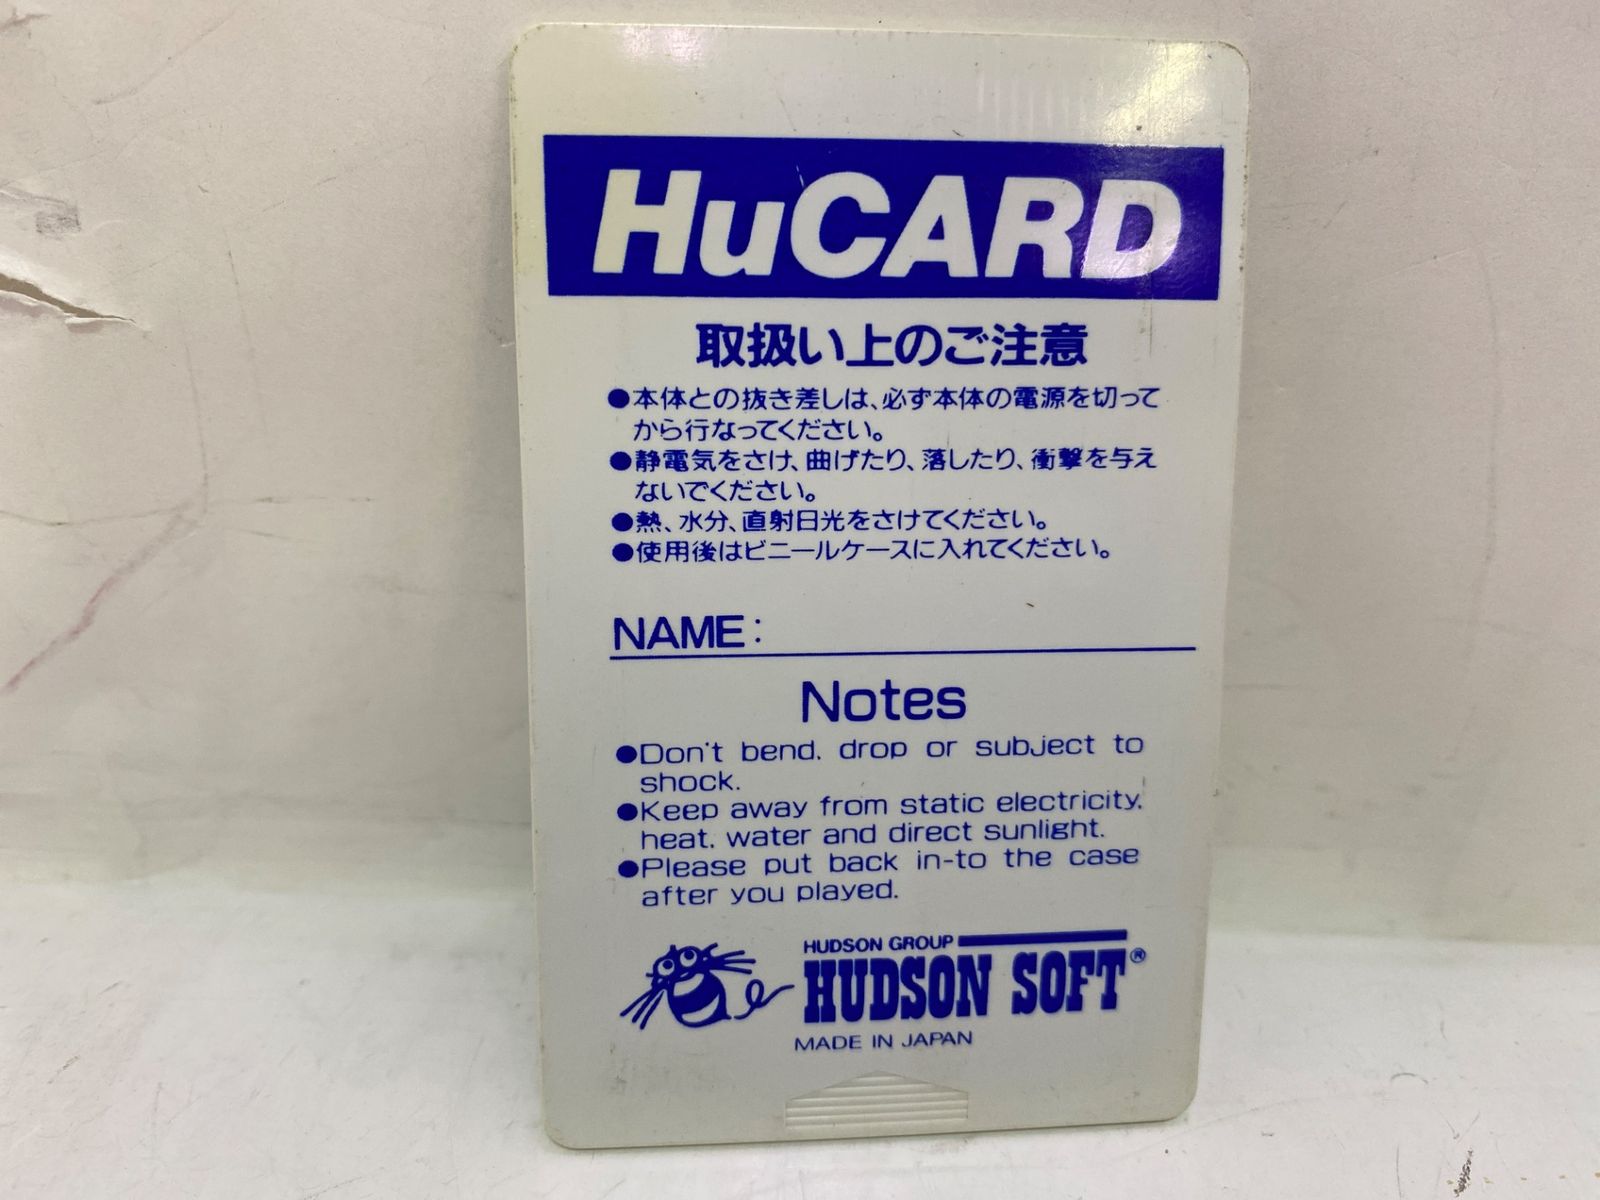 HuCARD
取扱い上のご注意
●本体との抜き差しは、必ず本体の電源を切って
から行なってください。
●静電気をさけ、曲げたり、落したり、衝撃を与え
ないでください。
●熱、水分、直射日光をさけてください。
●使用後はビニールケースに入れてください。
NAME:
Notes
●Don't bend, drop or subject to
shock.
●Keep away from static electricity,
heat, water and direct sunlight.
●Please put back in-to the case
after you played.
HUDSON GROUP
HUDSON SOFT®
MADE IN JAPAN